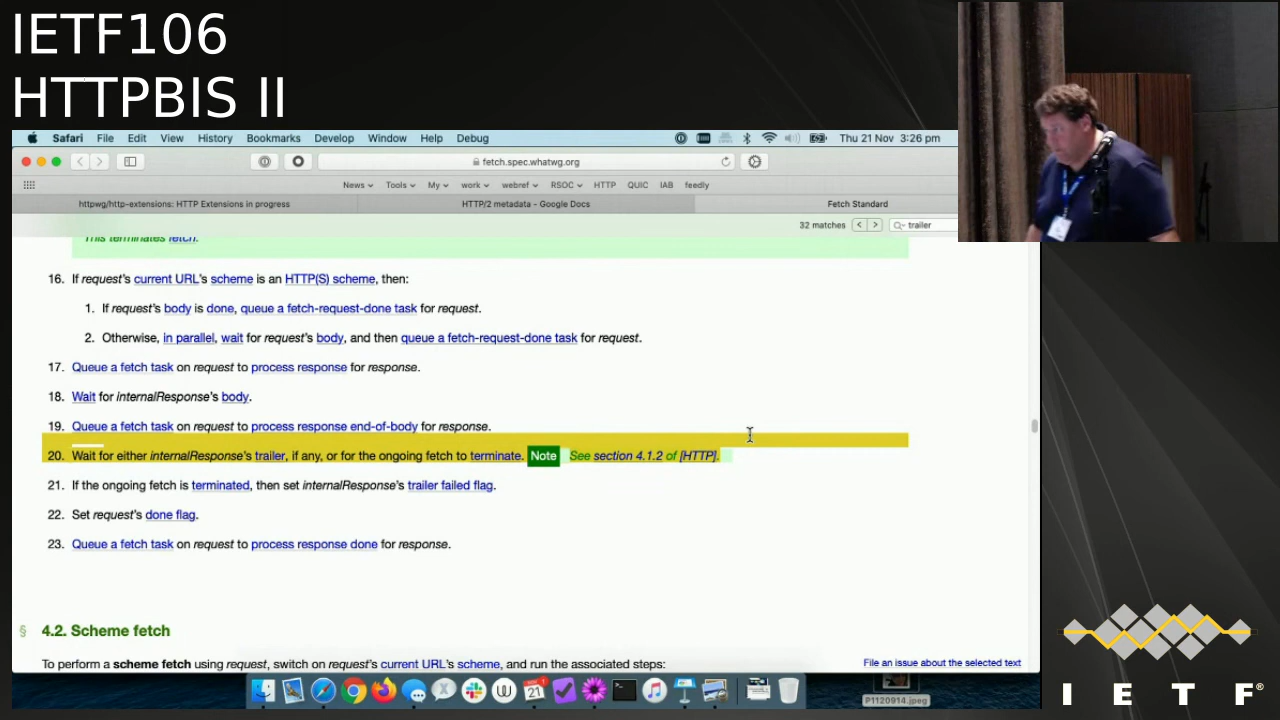 IETF106
HTTPBIS II
Safari File Edit View History Bookmarks Develop Window Help Debug Thu 21 Nov 3:26 pm
fetch.spec.whatwg.org
News Tools My work webref RSOC HTTP QUIC IAB feedly
httpwg/http-extensions: HTTP Extensions in progress HTTP/2 metadata - Google Docs Fetch Standard
32 matches trailer
This terminates fetch.
16. If request's current URL's scheme is an HTTP(S) scheme, then:
1. If request's body is done, queue a fetch-request-done task for request.
2. Otherwise, in parallel, wait for request's body, and then queue a fetch-request-done task for request.
17. Queue a fetch task on request to process response for response.
18. Wait for internalResponse's body.
19. Queue a fetch task on request to process response end-of-body for response.
20. Wait for either internalResponse's trailer, if any, or for the ongoing fetch to terminate. Note See section 4.1.2 of [HTTP].
21. If the ongoing fetch is terminated, then set internalResponse's trailer failed flag.
22. Set request's done flag.
23. Queue a fetch task on request to process response done for response.
§ 4.2. Scheme fetch
To perform a scheme fetch using request, switch on request's current URL's scheme, and run the associated steps:
File an issue about the selected text
21
P1120914.jpeg
I E T F®